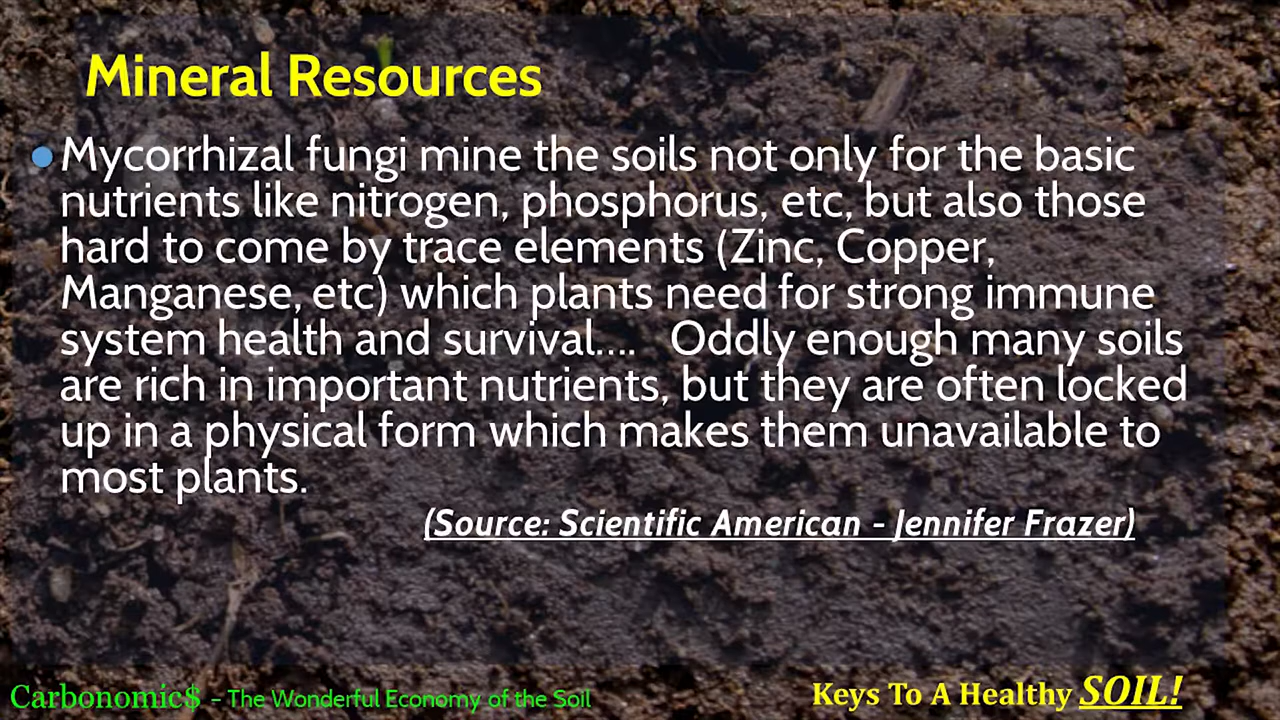 Mineral Resources
• Mycorrhizal fungi mine the soils not only for the basic
nutrients like nitrogen, phosphorus, etc, but also those
hard to come by trace elements (Zinc, Copper,
Manganese, etc) which plants need for strong immune
system health and survival.... Oddly enough many soils
are rich in important nutrients, but they are often locked
up in a physical form which makes them unavailable to
most plants.
(Source: Scientific American - Jennifer Frazer)
Carbonomic$ – The Wonderful Economy of the Soil
Keys To A Healthy SOIL!